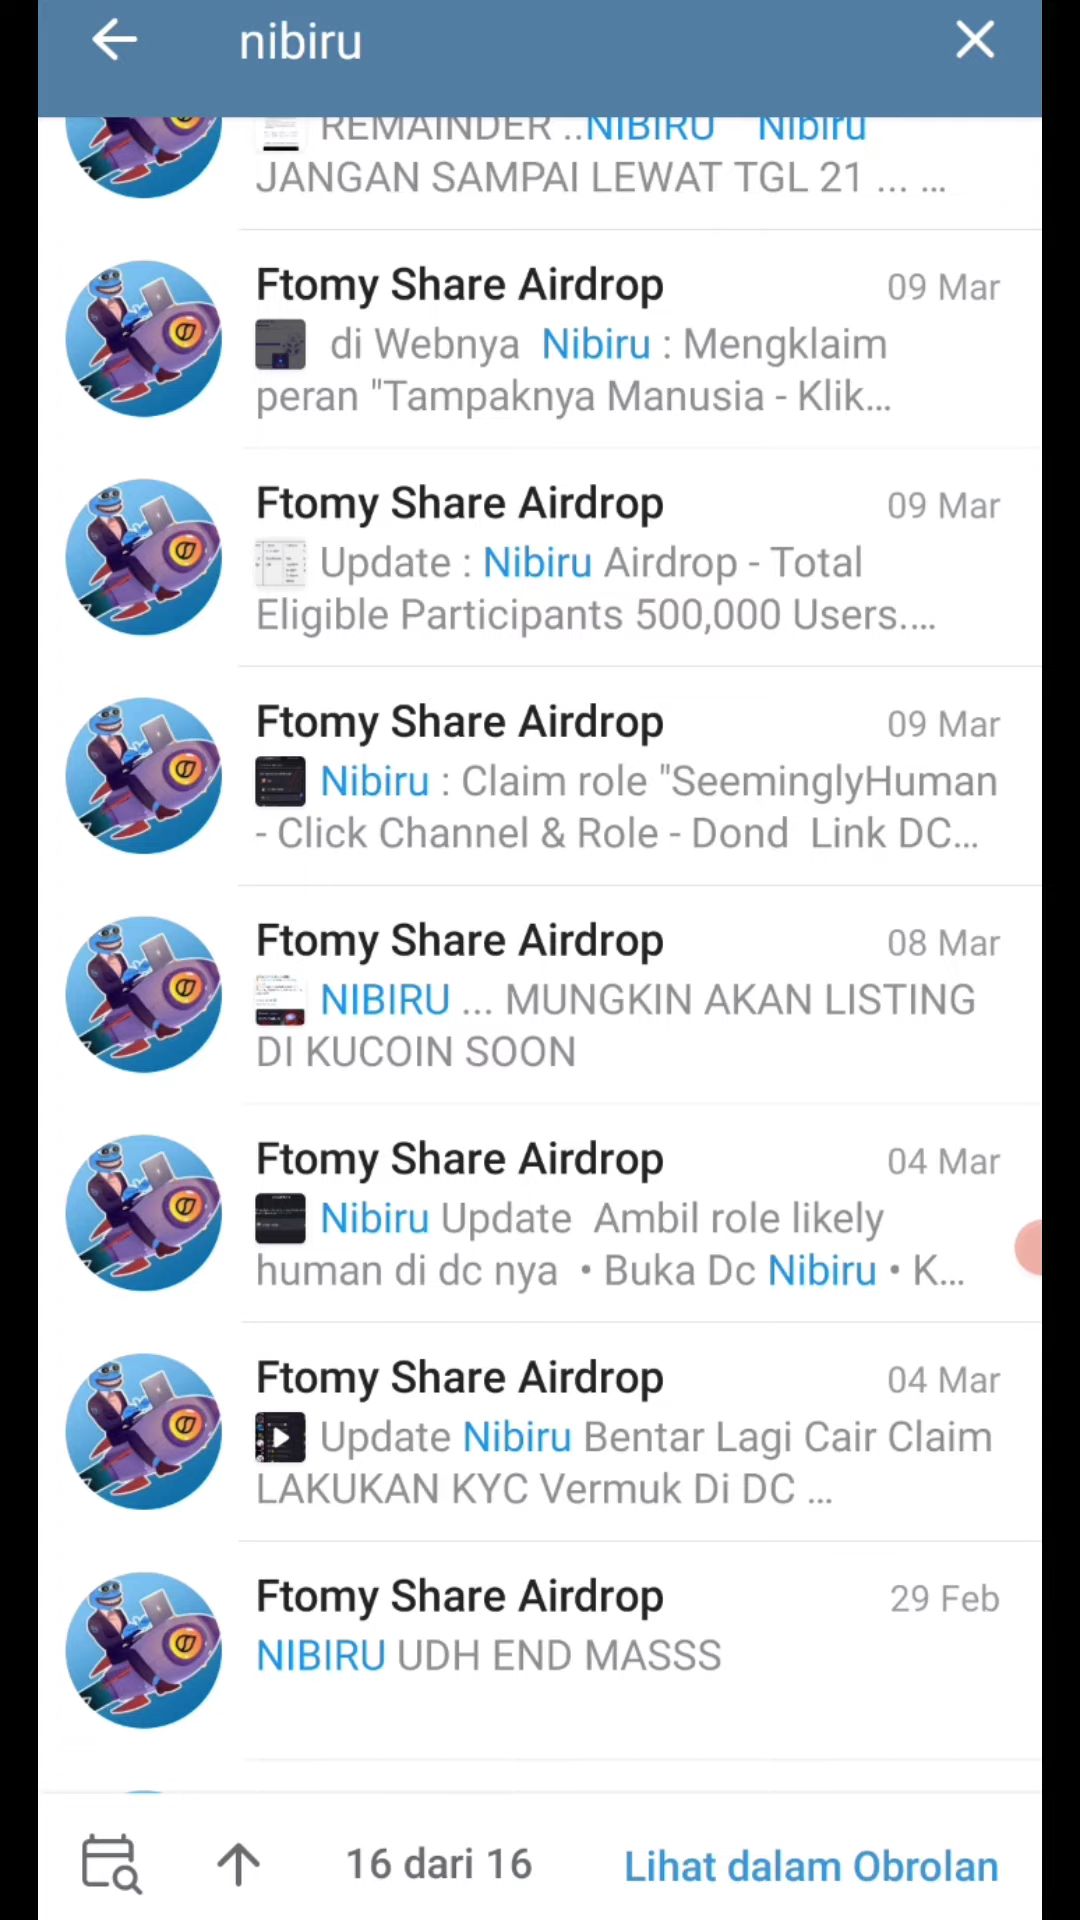 nibiru
REMAINDER ..NIBIRU Nibiru
JANGAN SAMPAI LEWAT TGL 21 ... ...
Ftomy Share Airdrop 09 Mar
di Webnya Nibiru : Mengklaim
peran "Tampaknya Manusia - Klik...
Ftomy Share Airdrop 09 Mar
Update : Nibiru Airdrop - Total
Eligible Participants 500,000 Users....
Ftomy Share Airdrop 09 Mar
Nibiru : Claim role "SeeminglyHuman
- Click Channel & Role - Dond Link DC...
Ftomy Share Airdrop 08 Mar
NIBIRU ... MUNGKIN AKAN LISTING
DI KUCOIN SOON
Ftomy Share Airdrop 04 Mar
Nibiru Update Ambil role likely
human di dc nya • Buka Dc Nibiru • K...
Ftomy Share Airdrop 04 Mar
Update Nibiru Bentar Lagi Cair Claim
LAKUKAN KYC Vermuk Di DC ...
Ftomy Share Airdrop 29 Feb
NIBIRU UDH END MASSS
16 dari 16 Lihat dalam Obrolan